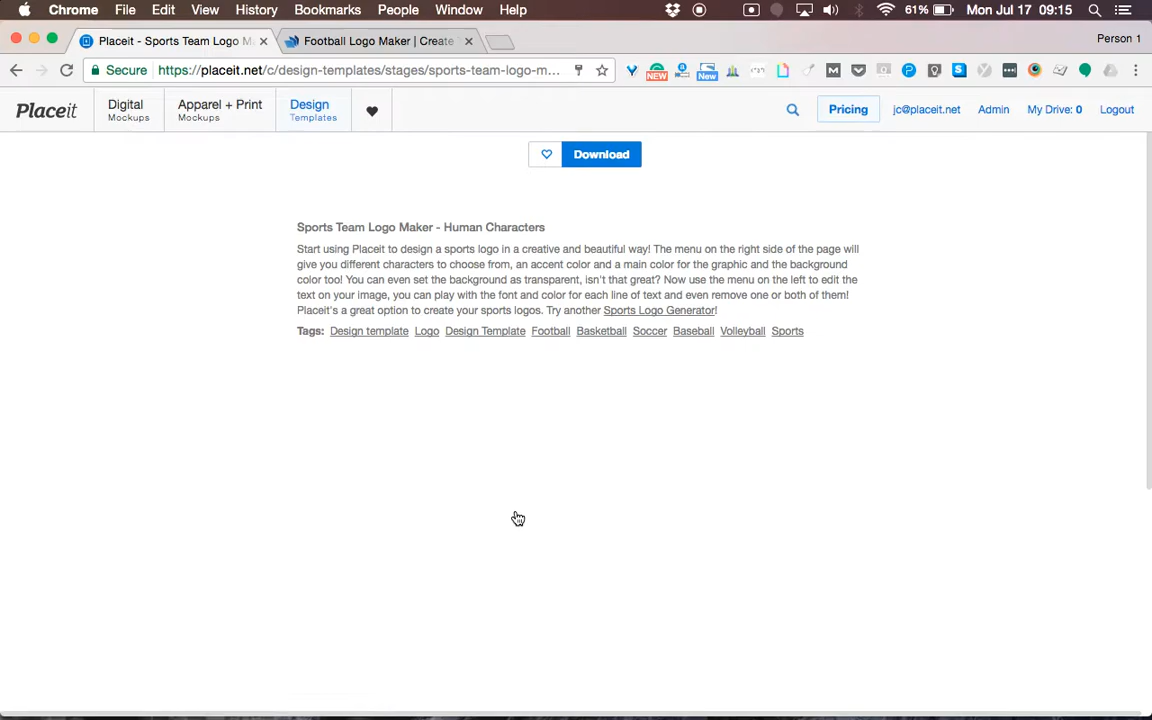 Chrome File Edit View History Bookmarks People Window Help 61% Mon Jul 17 09:15
Placeit - Sports Team Logo M Football Logo Maker | Create Person 1
Secure https://placeit.net/c/design-templates/stages/sports-team-logo-m... NEW New
Placeit Digital Mockups Apparel + Print Mockups Design Templates Pricing jc@placeit.net Admin My Drive: 0 Logout
Download
Sports Team Logo Maker - Human Characters
Start using Placeit to design a sports logo in a creative and beautiful way! The menu on the right side of the page will
give you different characters to choose from, an accent color and a main color for the graphic and the background
color too! You can even set the background as transparent, isn't that great? Now use the menu on the left to edit the
text on your image, you can play with the font and color for each line of text and even remove one or both of them!
Placeit's a great option to create your sports logos. Try another Sports Logo Generator!
Tags: Design template Logo Design Template Football Basketball Soccer Baseball Volleyball Sports